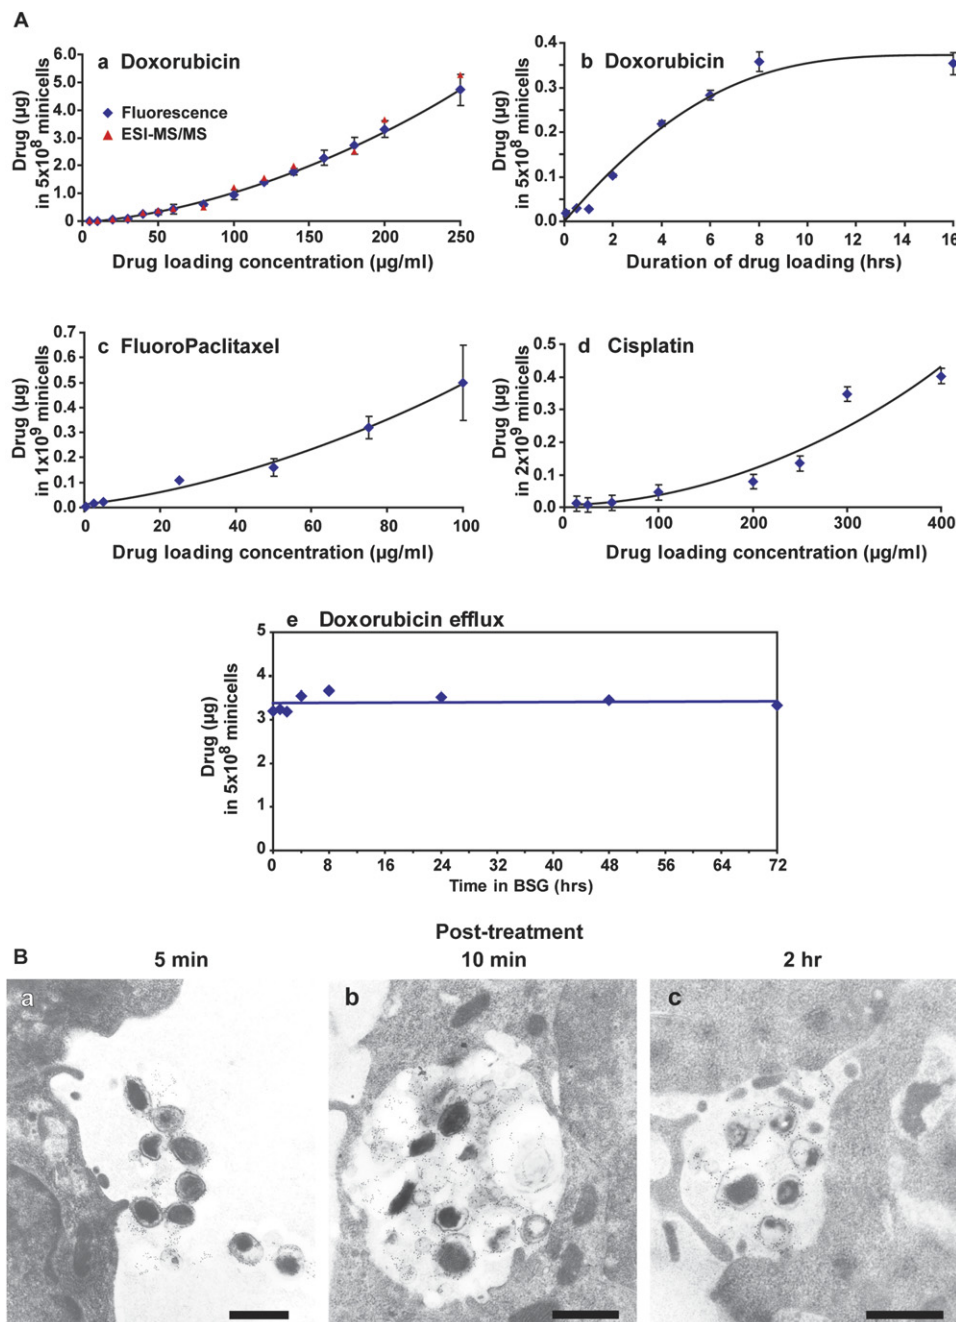 A
a Doxorubicin
Fluorescence
ESI-MS/MS
Drug (µg)
in 5x10⁸ minicells
6.0
5.0
4.0
3.0
2.0
1.0
0
0 50 100 150 200 250
Drug loading concentration (µg/ml)
b Doxorubicin
Drug (µg)
in 5x10⁸ minicells
0.4
0.3
0.2
0.1
0.0
0 2 4 6 8 10 12 14 16
Duration of drug loading (hrs)
c FluoroPaclitaxel
Drug (µg)
in 1x10⁹ minicells
0.7
0.6
0.5
0.4
0.3
0.2
0.1
0
0 20 40 60 80 100
Drug loading concentration (µg/ml)
d Cisplatin
Drug (µg)
in 2x10⁹ minicells
0.5
0.4
0.3
0.2
0.1
0
0 100 200 300 400
Drug loading concentration (µg/ml)
e Doxorubicin efflux
Drug (µg)
in 5x10⁸ minicells
5
4
3
2
1
0
0 8 16 24 32 40 48 56 64 72
Time in BSG (hrs)
Post-treatment
B 5 min 10 min 2 hr
a b c